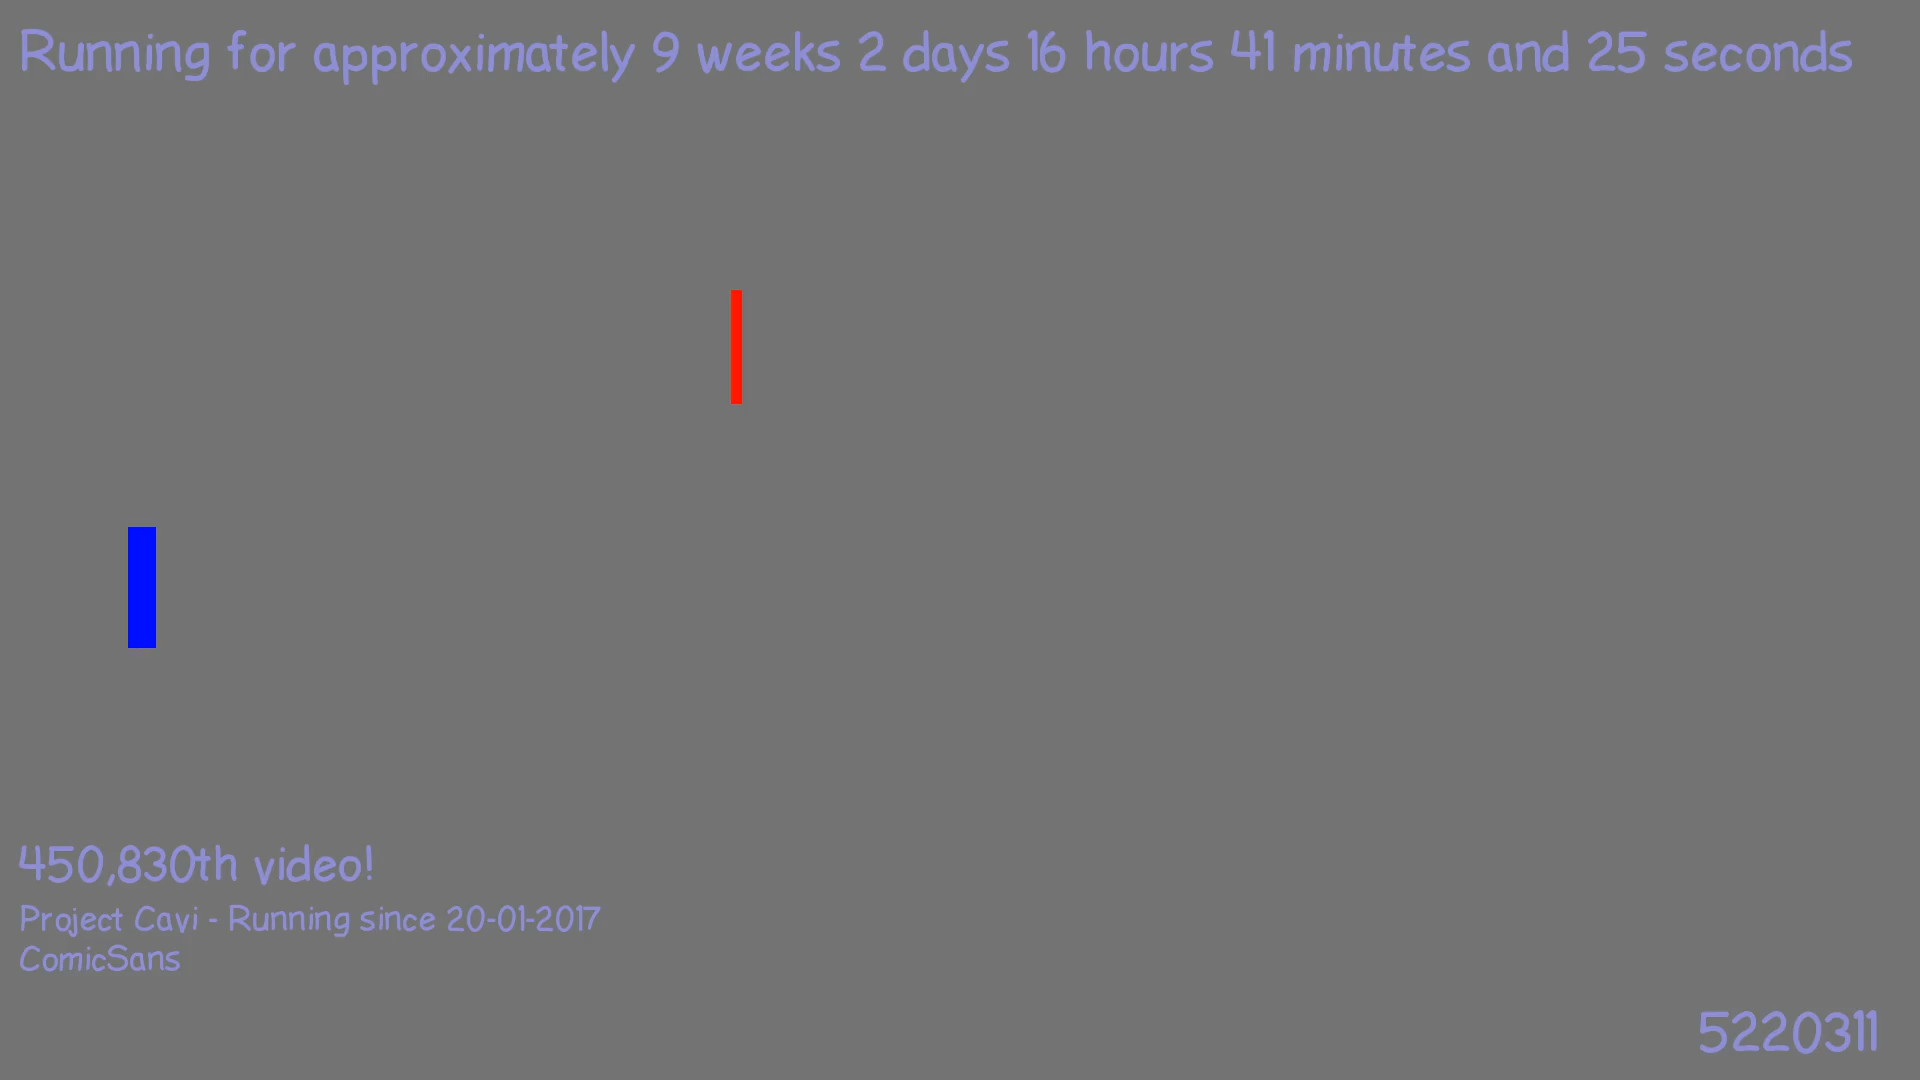 Running for approximately 9 weeks 2 days 16 hours 41 minutes and 25 seconds
450,830th video!
Project Cavi - Running since 20-01-2017
ComicSans
5220311